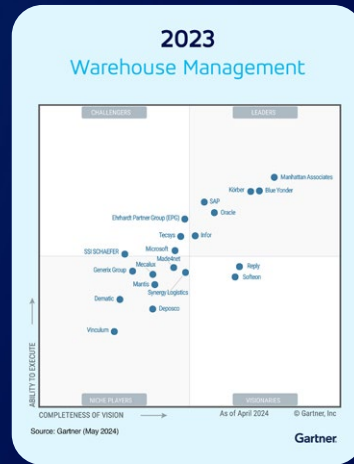 2023
Warehouse Management
CHALLENGERS
LEADERS
Manhattan Associates
Körber
Blue Yonder
SAP
Oracle
Ehrhardt Partner Group (EPG)
Tecsys
Infor
Microsoft
SSI SCHAEFER
Made4net
Mecalux
Generix Group
Reply
Softeon
Mantis
Synergy Logistics
Dematic
Deposco
Vinculum
ABILITY TO EXECUTE
NICHE PLAYERS
VISIONARIES
COMPLETENESS OF VISION
As of April 2024
© Gartner, Inc
Source: Gartner (May 2024)
Gartner